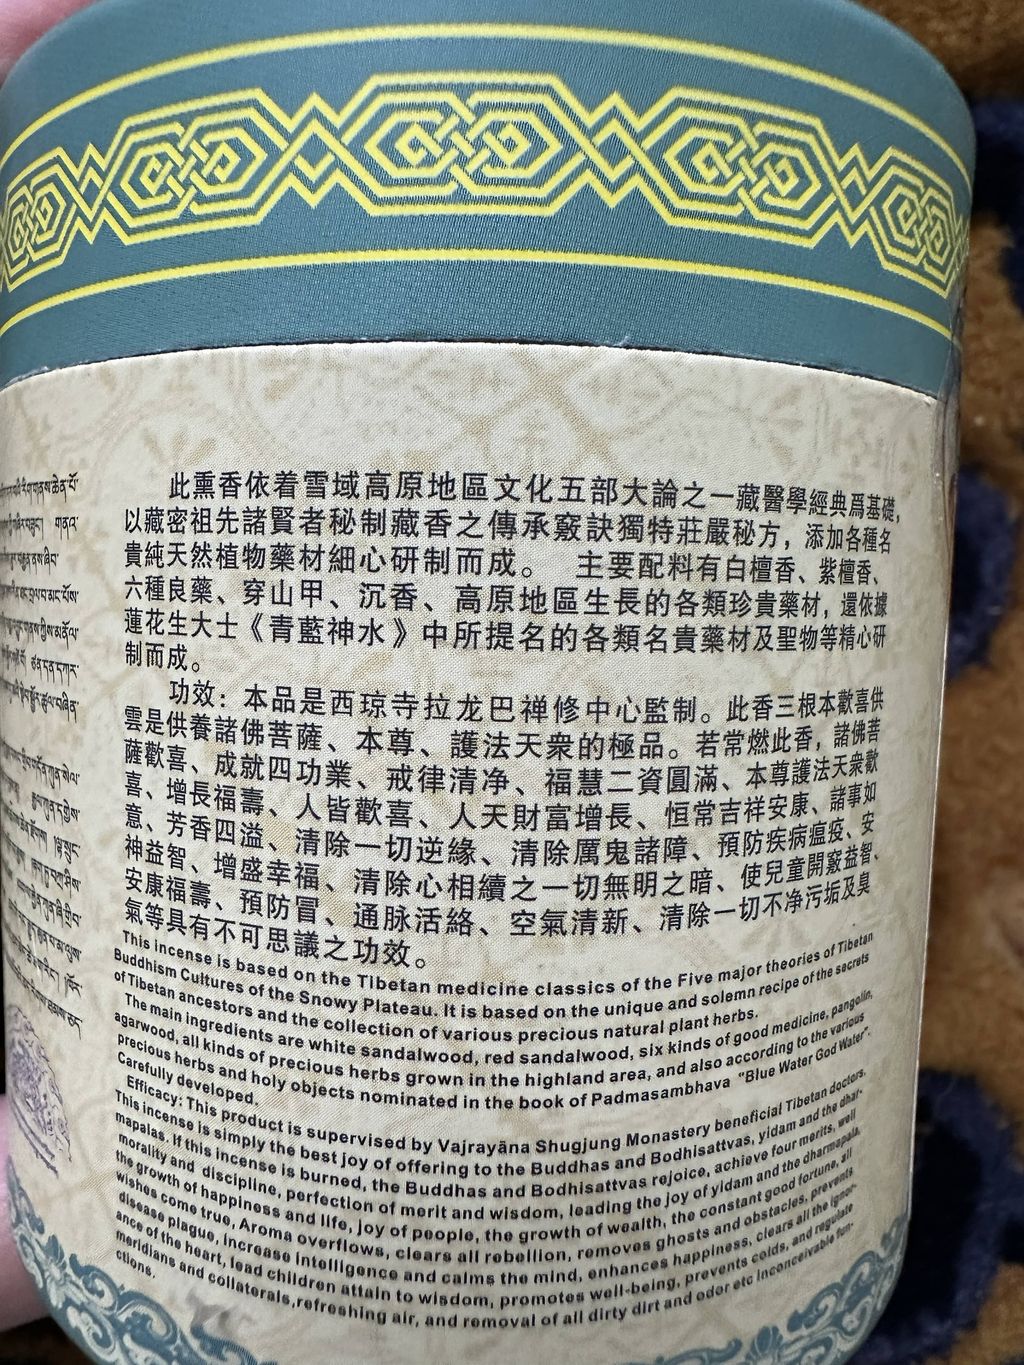 此熏香依着雪域高原地區文化五部大論之一藏醫學經典爲基礎，
以藏密祖先諸賢者秘制藏香之傳承竅訣獨特莊嚴秘方，添加各種名
貴純天然植物藥材細心研制而成。 主要配料有白檀香、紫檀香、
六種良藥、穿山甲、沉香、高原地區生長的各類珍貴藥材，還依據
蓮花生大士《青藍神水》中所提名的各類名貴藥材及聖物等精心研
制而成。
功效：本品是西琼寺拉龙巴禅修中心監制。此香三根本歡喜供
雲是供養諸佛菩薩、本尊、護法天衆的極品。若常燃此香，諸佛菩
薩歡喜、成就四功業、戒律清净、福慧二資圓滿、本尊護法天衆歡
喜、增長福壽、人皆歡喜、人天財富增長、恒常吉祥安康、諸事如
意、芳香四溢、清除一切逆緣、清除厲鬼諸障、預防疾病瘟疫、安
神益智、增盛幸福、清除心相續之一切無明之暗、使兒童開竅益智、
安康福壽、預防冒、通脉活絡、空氣清新、清除一切不净污垢及臭
氣等具有不可思議之功效。
This incense is based on the Tibetan medicine classics of the Five major theories of Tibetan
Buddhism Cultures of the Snowy Plateau. It is based on the unique and solemn recipe of the secrets
of Tibetan ancestors and the collection of various precious natural plant herbs.
The main ingredients are white sandalwood, red sandalwood, six kinds of good medicine, pangolin,
agarwood, all kinds of precious herbs grown in the highland area, and also according to the various
precious herbs and holy objects nominated in the book of Padmasambhava "Blue Water God Water".
Carefully developed.
Efficacy: This product is supervised by Vajrayāna Shugjung Monastery beneficial Tibetan doctors.
This incense is simply the best joy of offering to the Buddhas and Bodhisattvas, yidam and the dhar-
mapalas. If this incense is burned, the Buddhas and Bodhisattvas rejoice, achieve four merits, well
morality and discipline, perfection of merit and wisdom, leading the joy of yidam and the dharmapala,
the growth of happiness and life, joy of people, the growth of wealth, the constant good fortune, all
wishes come true, Aroma overflows, clears all rebellion, removes ghosts and obstacles, prevents
disease plague, increase intelligence and calms the mind, enhances happiness, clears all the ignor-
ance of the heart, lead children attain to wisdom, promotes well-being, prevents colds, and regulate
meridians and collaterals,refreshing air, and removal of all dirty dirt and odor etc inconceivable fun-
ctions.